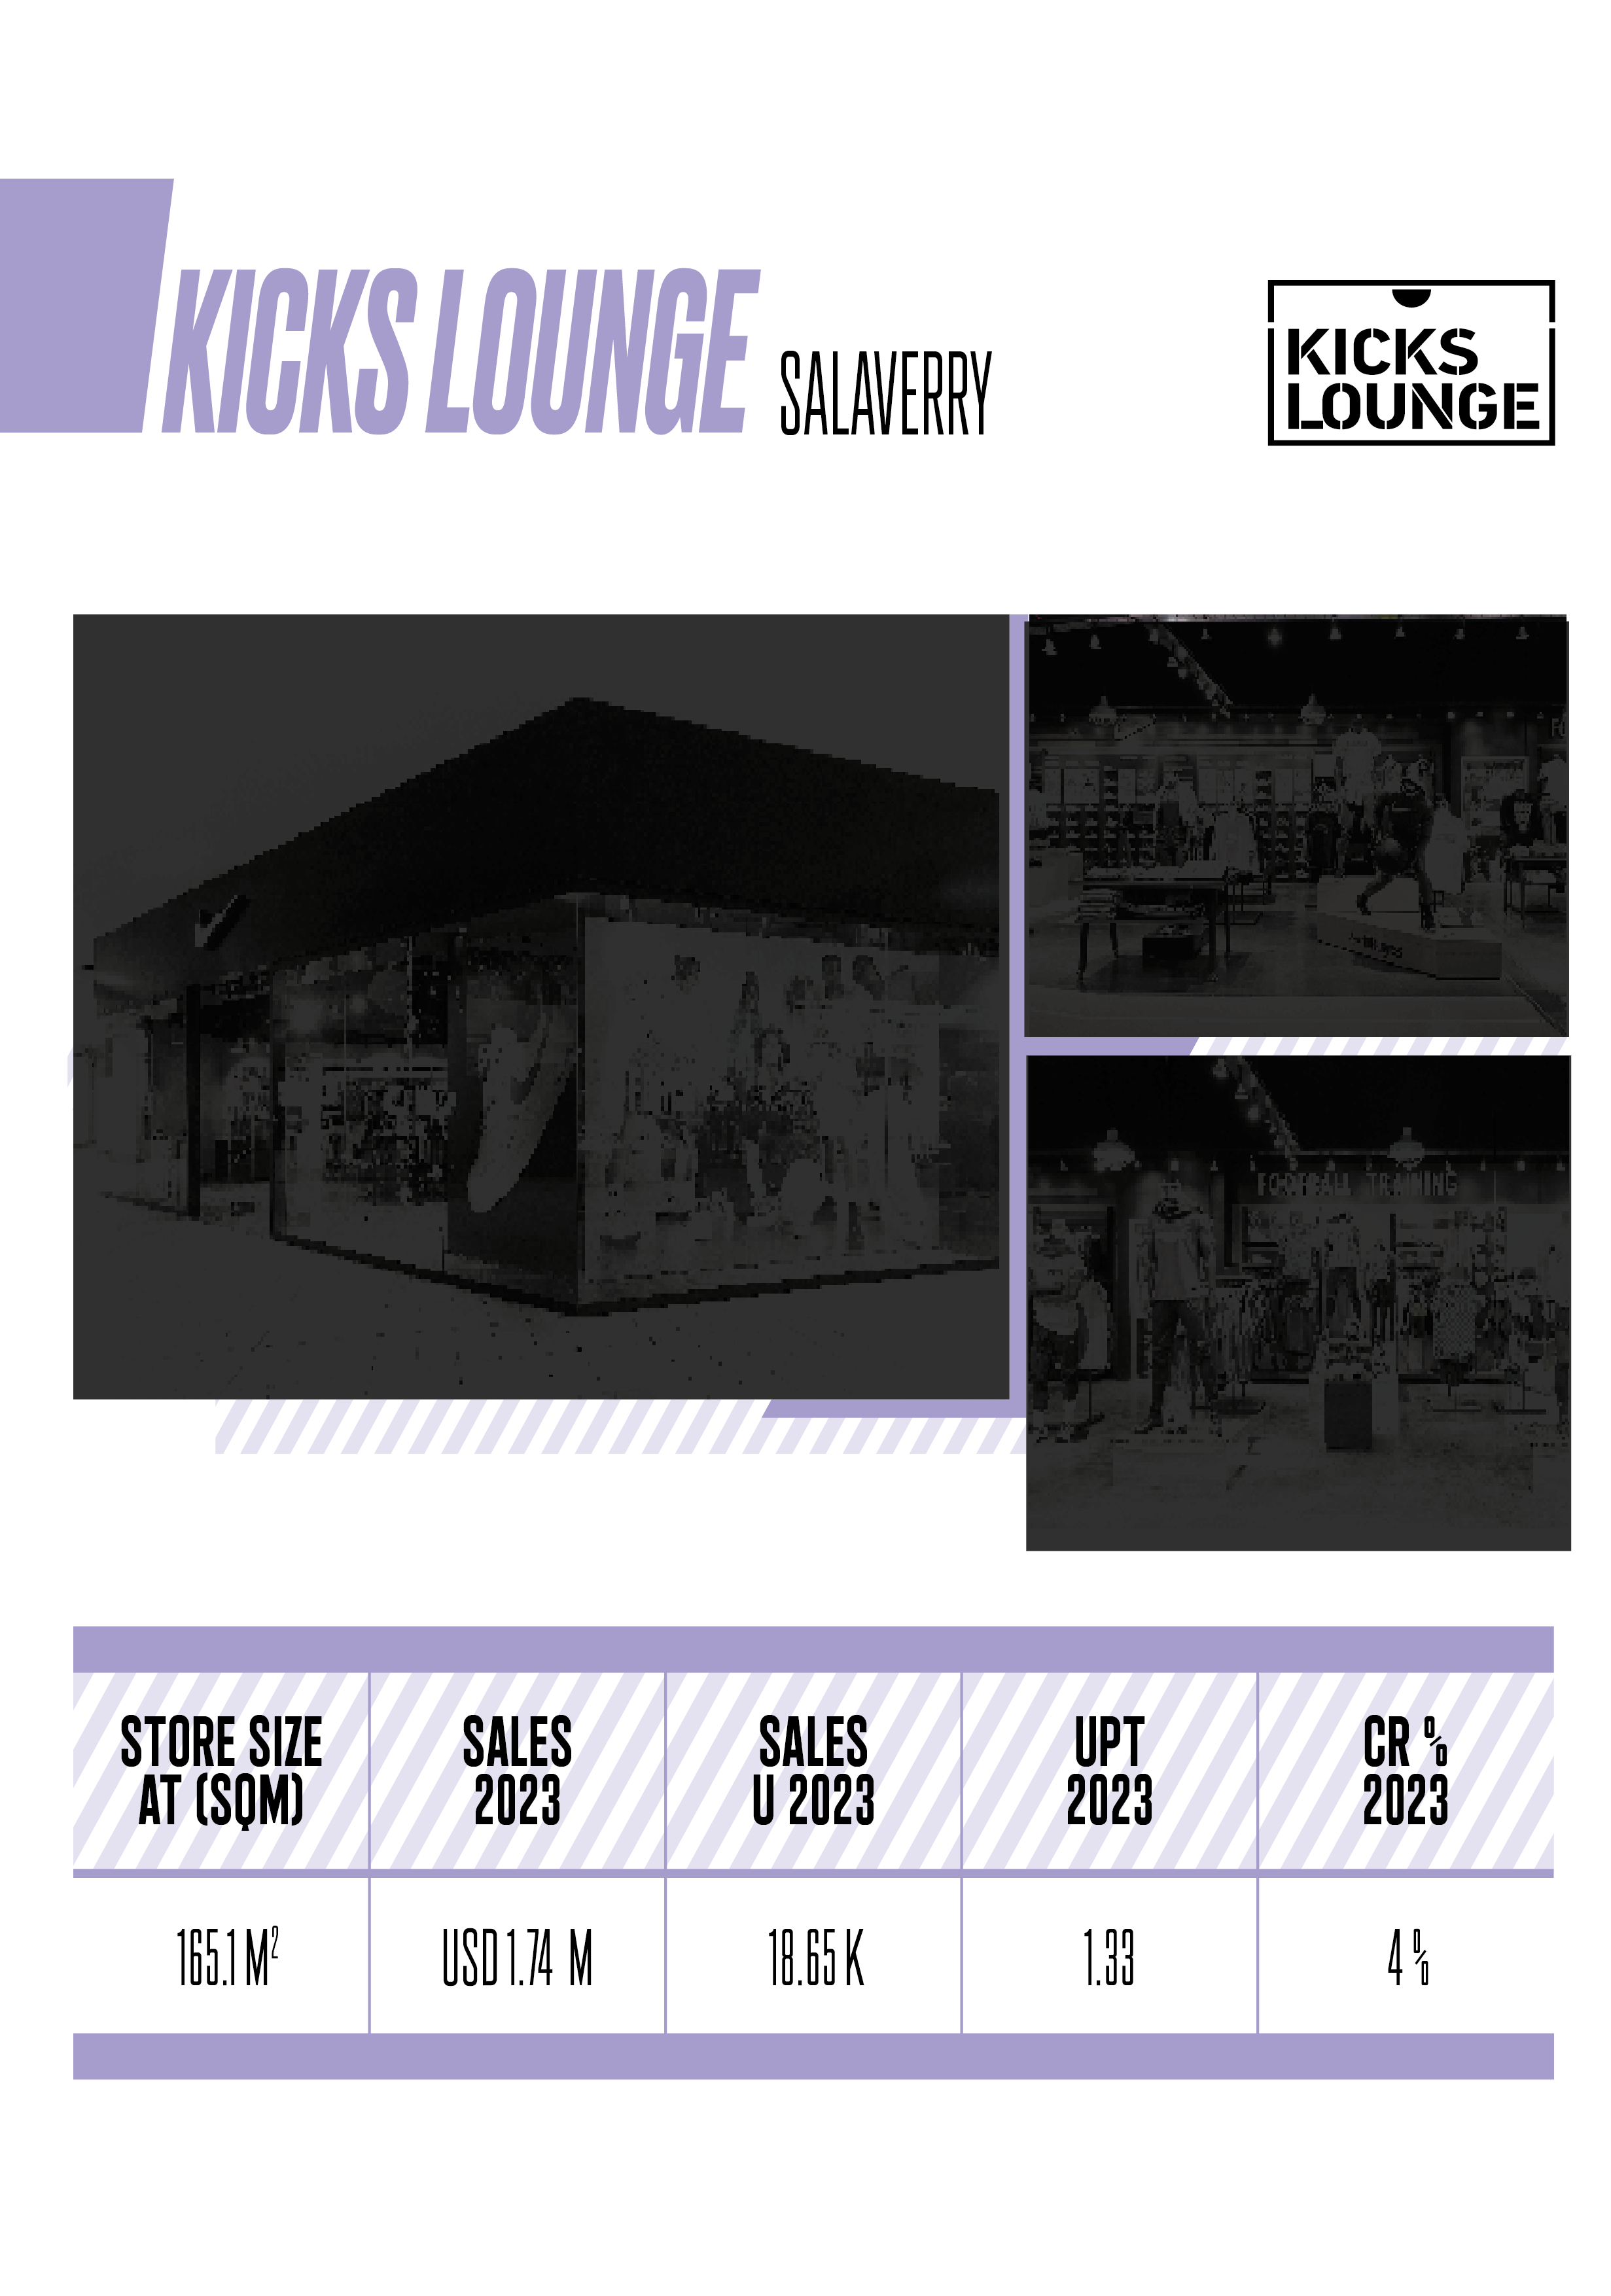 KICKS LOUNGE SALAVERRY
KICKS
LOUNGE
FOOTBALL TRAINING
STORE SIZE
AT (SQM)
SALES
2023
SALES
U 2023
UPT
2023
CR %
2023
165.1 M²
USD 1.74 M
18.65 K
1.33
4 %